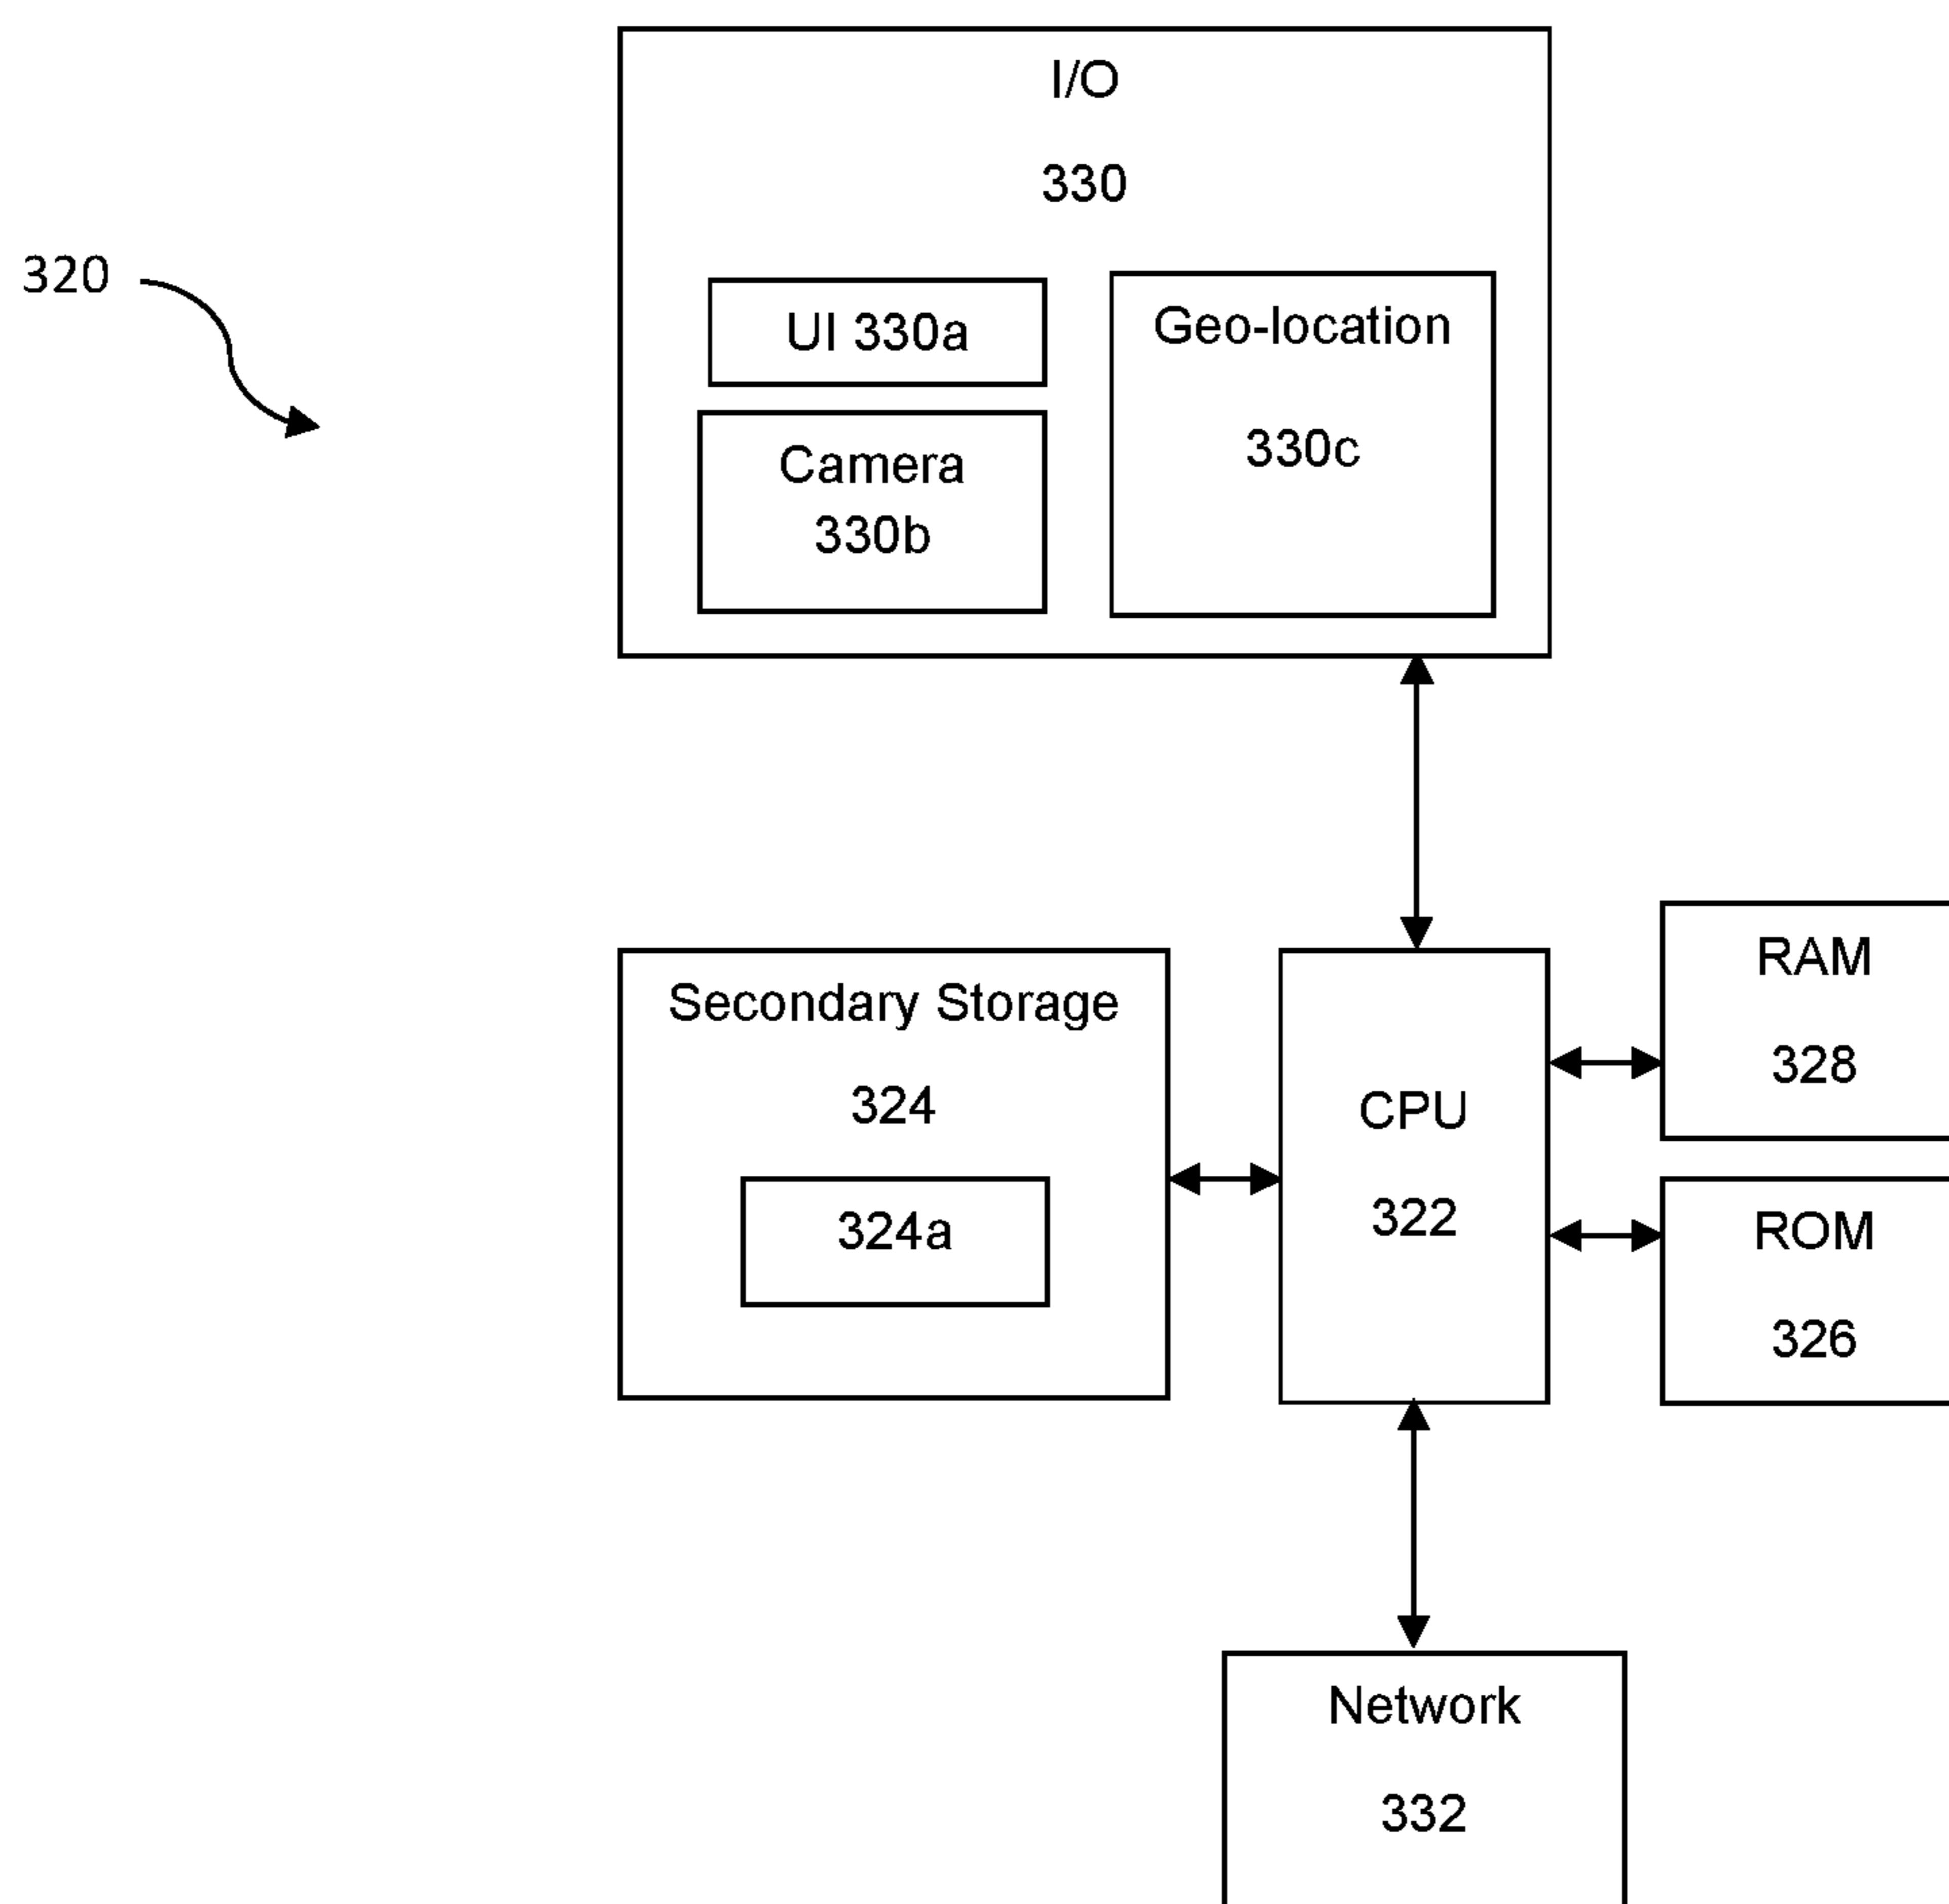 I/O
330
320
UI 330a
Geo-location
330c
Camera
330b
Secondary Storage
324
324a
CPU
322
RAM
328
ROM
326
Network
332